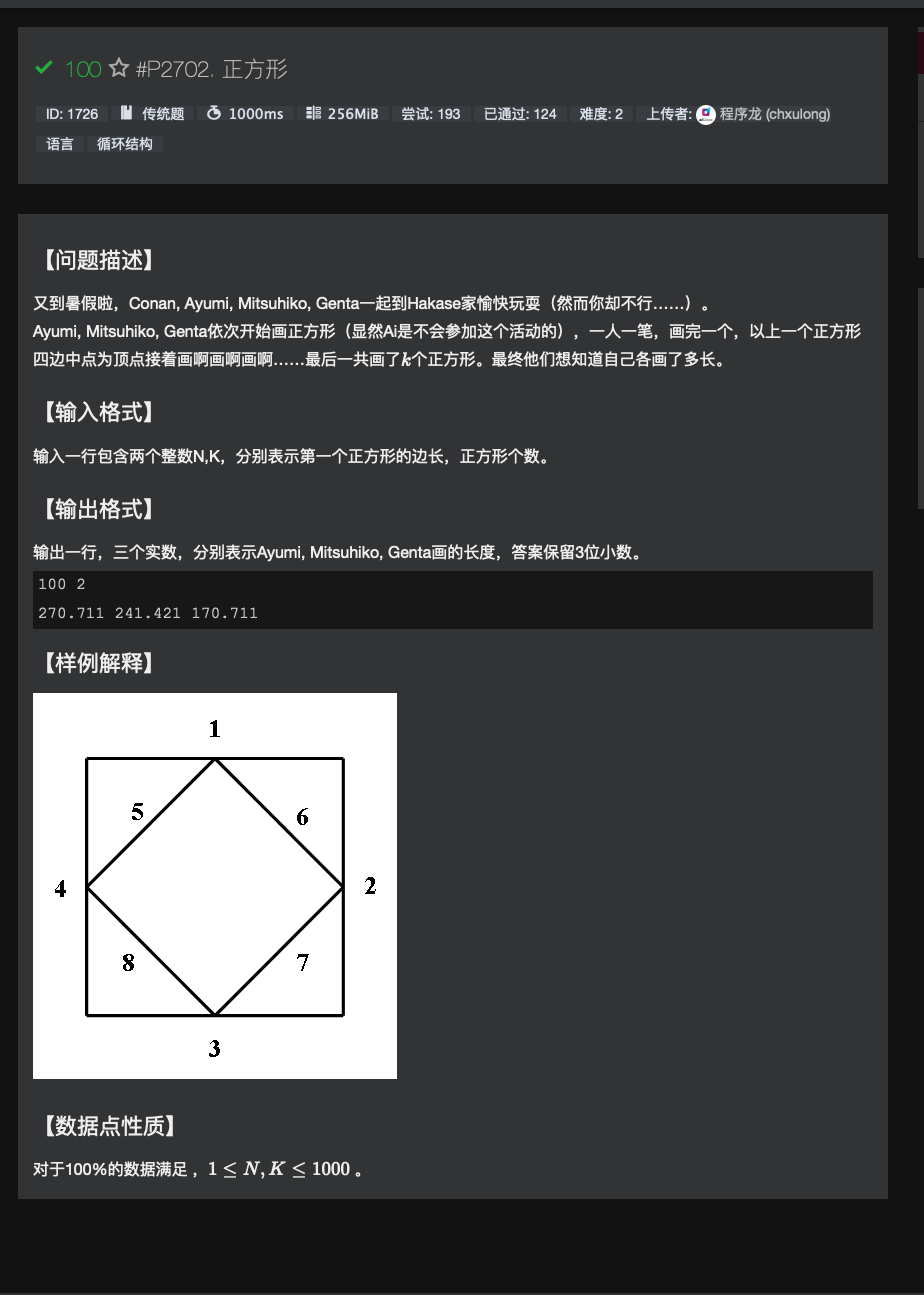 100 #P2702. 正方形
ID: 1726 传统题 1000ms 256MiB 尝试: 193 已通过: 124 难度: 2 上传者: 程序龙 (chxulong)
语言 循环结构
【问题描述】
又到暑假啦，Conan, Ayumi, Mitsuhiko, Genta一起到Hakase家愉快玩耍（然而你却不行……）。
Ayumi, Mitsuhiko, Genta依次开始画正方形（显然Ai是不会参加这个活动的），一人一笔，画完一个，以上一个正方形
四边中点为顶点接着画啊画啊画啊……最后一共画了k个正方形。最终他们想知道自己各画了多长。
【输入格式】
输入一行包含两个整数N,K，分别表示第一个正方形的边长，正方形个数。
【输出格式】
输出一行，三个实数，分别表示Ayumi, Mitsuhiko, Genta画的长度，答案保留3位小数。
100 2
270.711 241.421 170.711
【样例解释】
1
5 6
4 2
8 7
3
【数据点性质】
对于100%的数据满足 ，1 ≤ N, K ≤ 1000 。